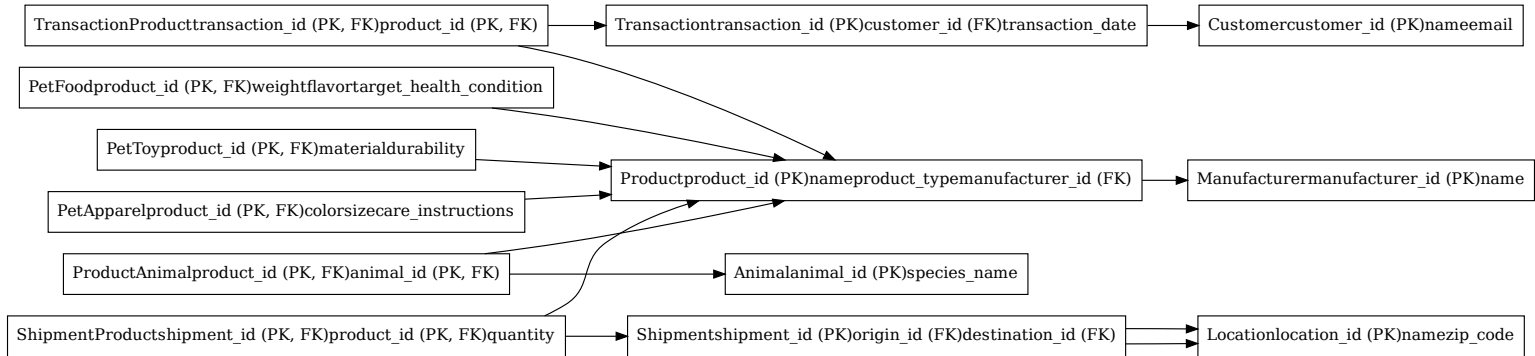 TransactionProducttransaction_id (PK, FK)product_id (PK, FK)
Transactiontransaction_id (PK)customer_id (FK)transaction_date
Customercustomer_id (PK)nameemail
PetFoodproduct_id (PK, FK)weightflavortarget_health_condition
PetToyproduct_id (PK, FK)materialdurability
Productproduct_id (PK)nameproduct_typemanufacturer_id (FK)
Manufacturermanufacturer_id (PK)name
PetApparelproduct_id (PK, FK)colorsizecare_instructions
ProductAnimalproduct_id (PK, FK)animal_id (PK, FK)
Animalanimal_id (PK)species_name
ShipmentProductshipment_id (PK, FK)product_id (PK, FK)quantity
Shipmentshipment_id (PK)origin_id (FK)destination_id (FK)
Locationlocation_id (PK)namezip_code